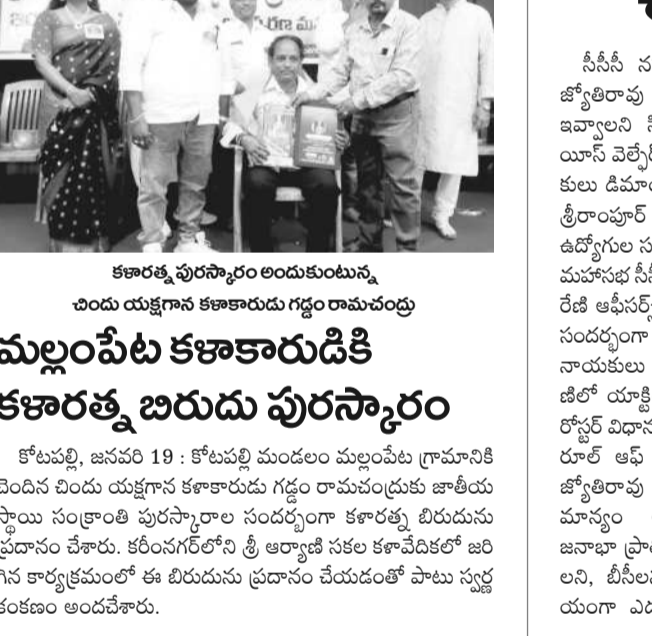 కళారత్న పురస్కారం అందుకుంటున్న
చిందు యక్షగాన కళాకారుడు గడ్డం రామచంద్రు
మల్లంపేట కళాకారుడికి
కళారత్న బిరుదు పురస్కారం
కోటపల్లి, జనవరి 19 : కోటపల్లి మండలం మల్లంపేట గ్రామానికి
చెందిన చిందు యక్షగాన కళాకారుడు గడ్డం రామచంద్రుకు జాతీయ
స్థాయి సంక్రాంతి పురస్కారాల సందర్భంగా కళారత్న బిరుదును
ప్రదానం చేశారు. కరీంనగర్‌లోని శ్రీ ఆర్యాణి సకల కళావేదికలో జరి
గిన కార్యక్రమంలో ఈ బిరుదును ప్రదానం చేయడంతో పాటు స్వర్ణ
కంకణం అందచేశారు.
సీసీసీ న
జ్యోతిరావు
ఇవ్వాలని
యీస్ వెల్ఫేర్
కులు డిమాం
శ్రీరాంపూర్
ఉద్యోగుల స
మహాసభ సీసీ
రేణి ఆఫీసర్స్
సందర్భంగా
నాయకులు
ణిలో యాక్టి
రోస్టర్ విధాన
రూల్ ఆఫ్
జ్యోతిరావు
మాన్యం
జనాభా ప్రా
లని, బీసీల
యంగా ఎద